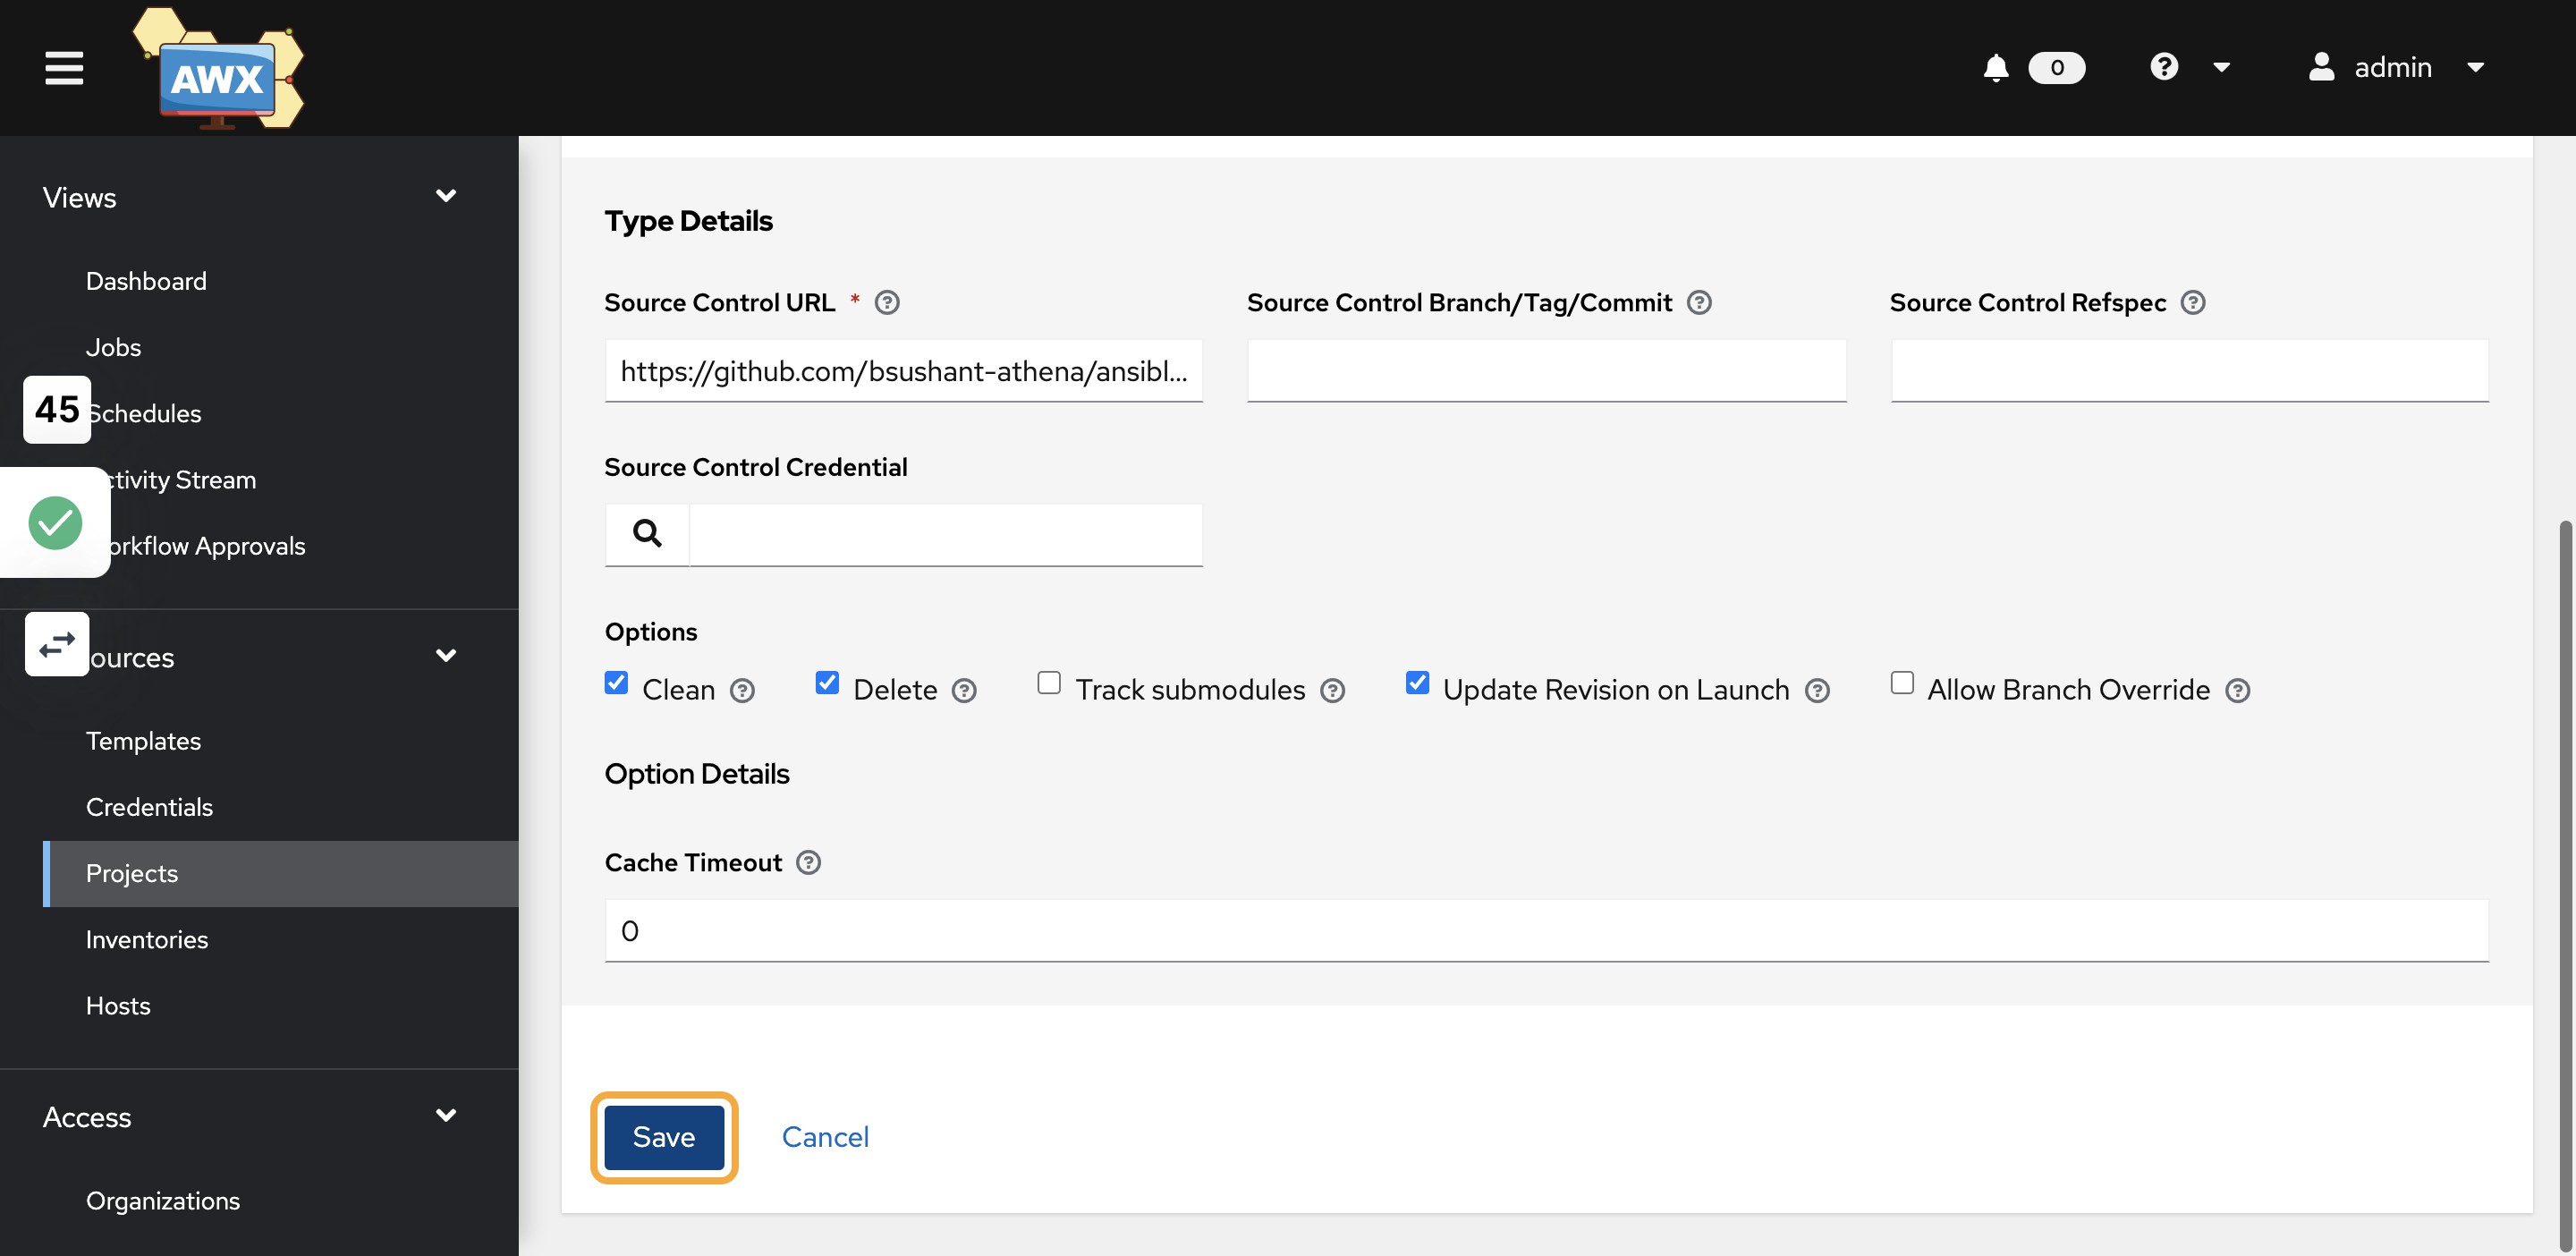 AWX
0
admin
Views
Dashboard
Jobs
45
Schedules
ctivity Stream
orkflow Approvals
ources
Templates
Credentials
Projects
Inventories
Hosts
Access
Organizations
Type Details
Source Control URL *
Source Control Branch/Tag/Commit
Source Control Refspec
https://github.com/bsushant-athena/ansibl...
Source Control Credential
Options
Clean
Delete
Track submodules
Update Revision on Launch
Allow Branch Override
Option Details
Cache Timeout
0
Save
Cancel